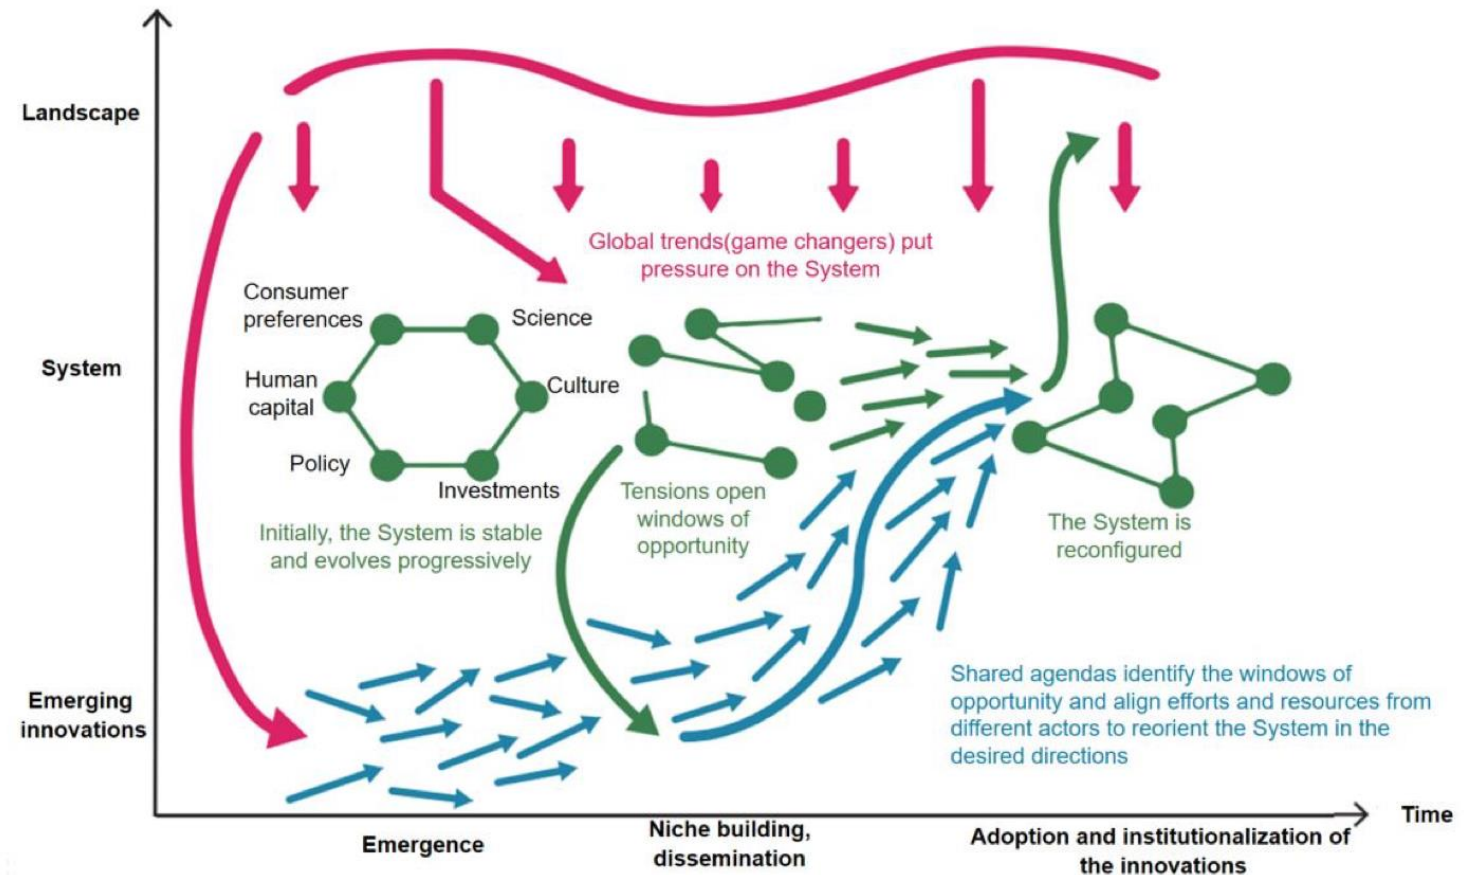 Landscape
Global trends(game changers) put
pressure on the System
Consumer
preferences
Science
System
Human
capital
Culture
Policy
Investments
Initially, the System is stable
and evolves progressively
Tensions open
windows of
opportunity
The System is
reconfigured
Emerging
innovations
Shared agendas identify the windows of
opportunity and align efforts and resources from
different actors to reorient the System in the
desired directions
Time
Emergence
Niche building,
dissemination
Adoption and institutionalization of
the innovations